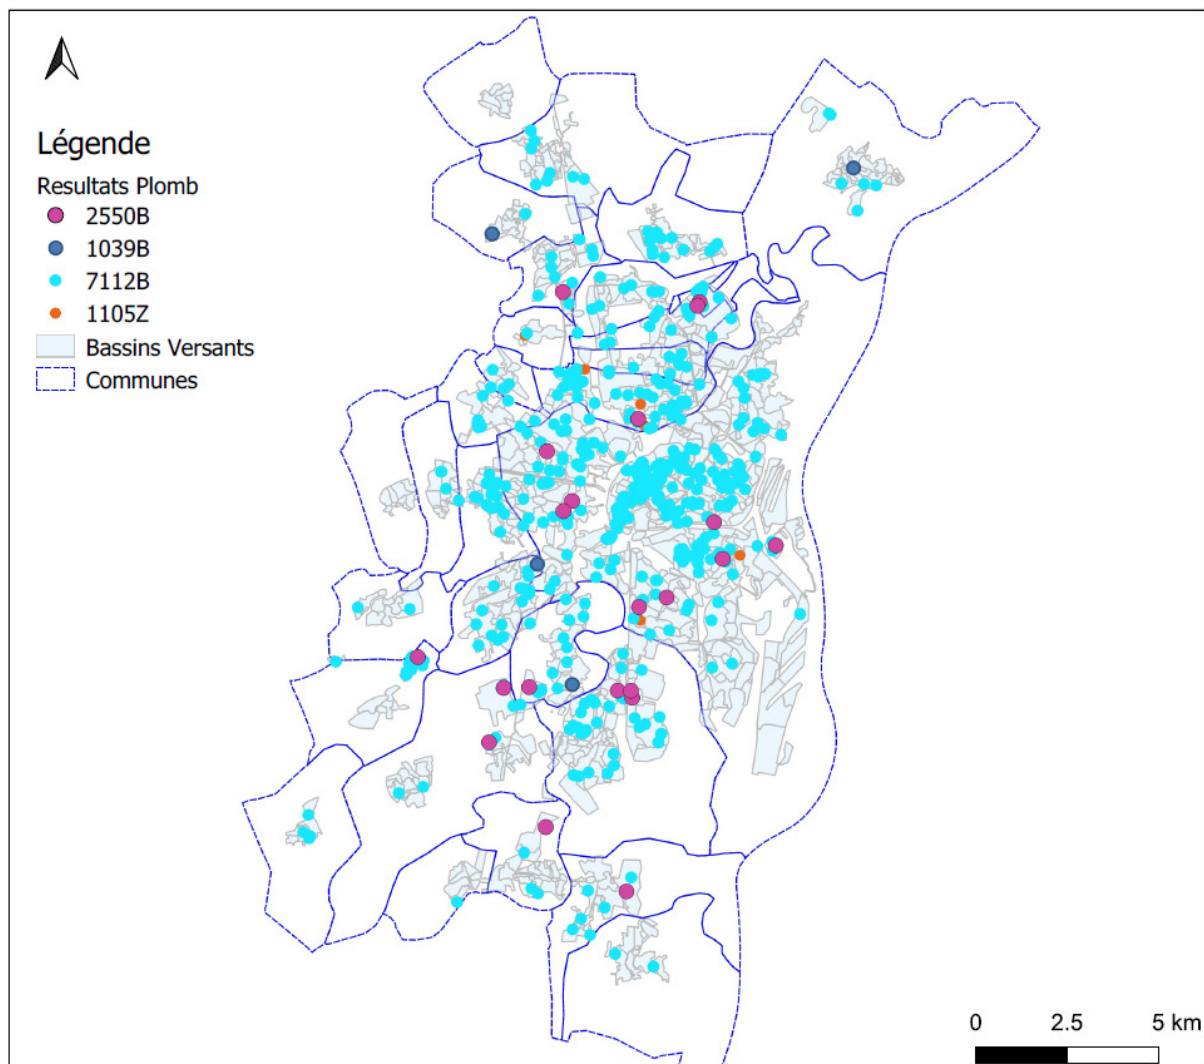 Légende
Resultats Plomb
2550B
1039B
7112B
1105Z
Bassins Versants
Communes
0 2.5 5 km